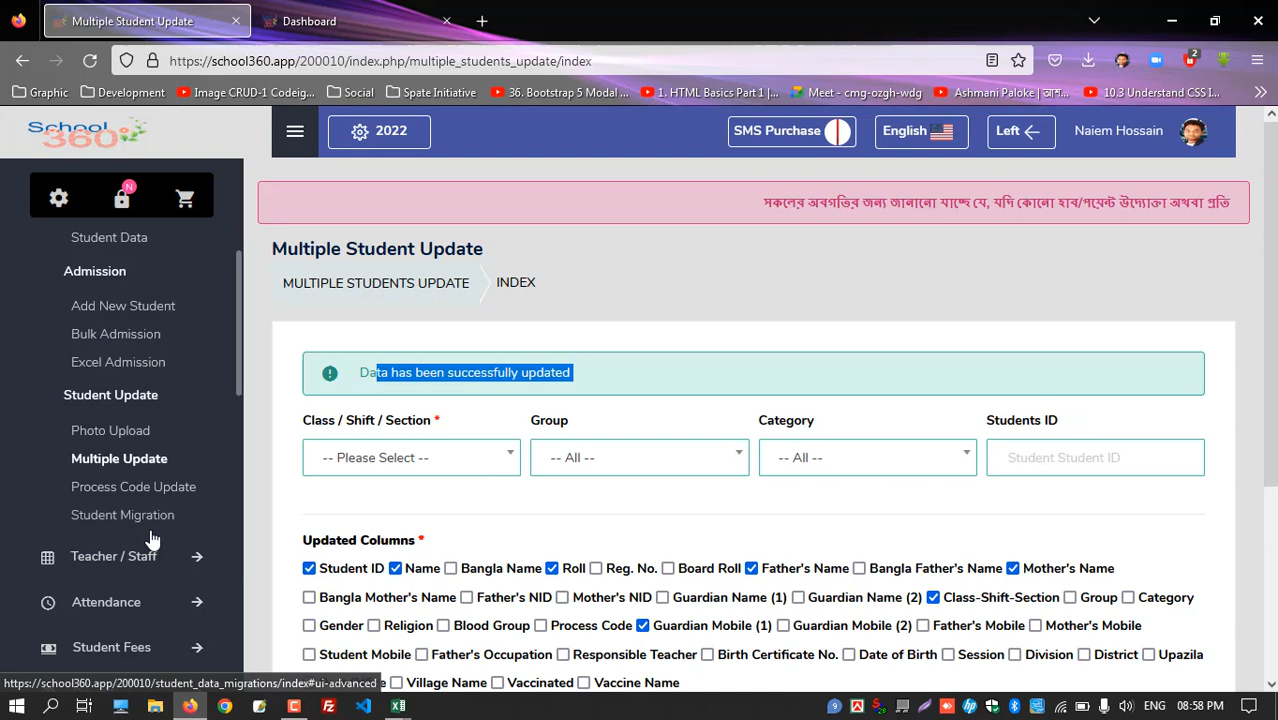 Multiple Student Update
Dashboard
https://school360.app/200010/index.php/multiple_students_update/index
2
Graphic
Development
Image CRUD-1 Codeig...
Social
Spate Initiative
36. Bootstrap 5 Modal ...
1. HTML Basics Part 1 |...
Meet - cmg-ozgh-wdg
Ashmani Paloke | আশ...
10.3 Understand CSS I...
School 360°
2022
SMS Purchase
English
Left
Naiem Hossain
N
সকলের অবগতির জন্য জানানো যাচ্ছে যে, যদি কোনো হাব/পয়েন্ট উদ্যোক্তা অথবা প্রতি
Student Data
Admission
Add New Student
Bulk Admission
Excel Admission
Student Update
Photo Upload
Multiple Update
Process Code Update
Student Migration
Teacher / Staff
Attendance
Student Fees
Multiple Student Update
MULTIPLE STUDENTS UPDATE
INDEX
Data has been successfully updated
Class / Shift / Section *
Group
Category
Students ID
-- Please Select --
-- All --
-- All --
Student Student ID
Updated Columns *
Student ID Name Bangla Name Roll Reg. No. Board Roll Father's Name Bangla Father's Name Mother's Name
Bangla Mother's Name Father's NID Mother's NID Guardian Name (1) Guardian Name (2) Class-Shift-Section Group Category
Gender Religion Blood Group Process Code Guardian Mobile (1) Guardian Mobile (2) Father's Mobile Mother's Mobile
Student Mobile Father's Occupation Responsible Teacher Birth Certificate No. Date of Birth Session Division District Upazila
Village Name Vaccinated Vaccine Name
https://school360.app/200010/student_data_migrations/index#ui-advanced
ENG
08:58 PM